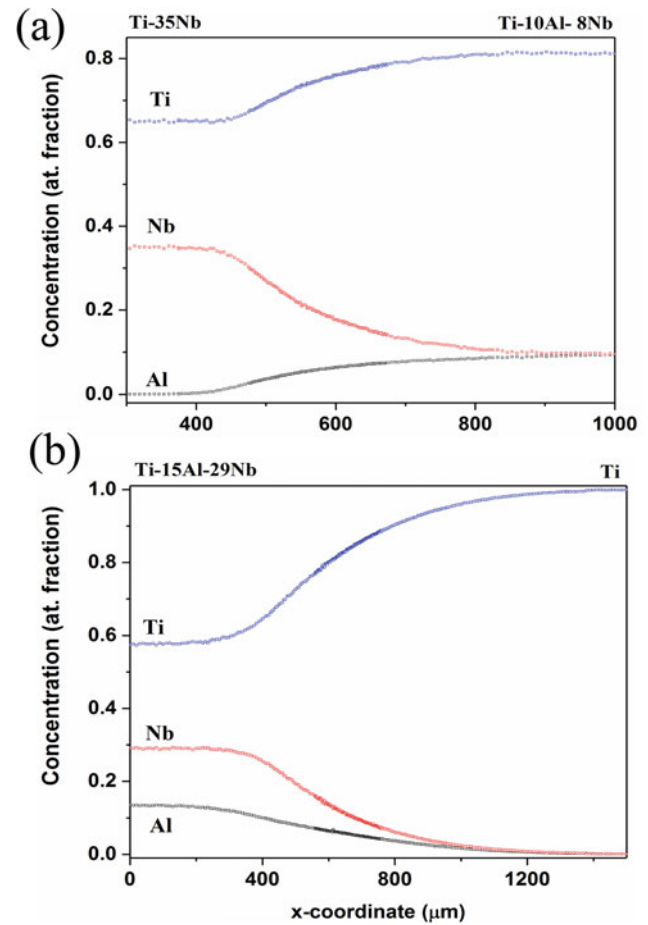 (a)
Ti-35Nb Ti-10Al- 8Nb
0.8
Ti
0.6
Concentration (at. fraction)
Nb
0.4
0.2
Al
0.0
400 600 800 1000
(b)
Ti-15Al-29Nb Ti
1.0
0.8
Concentration (at. fraction)
Ti
0.6
0.4
Nb
0.2
Al
0.0
0 400 800 1200
x-coordinate (μm)